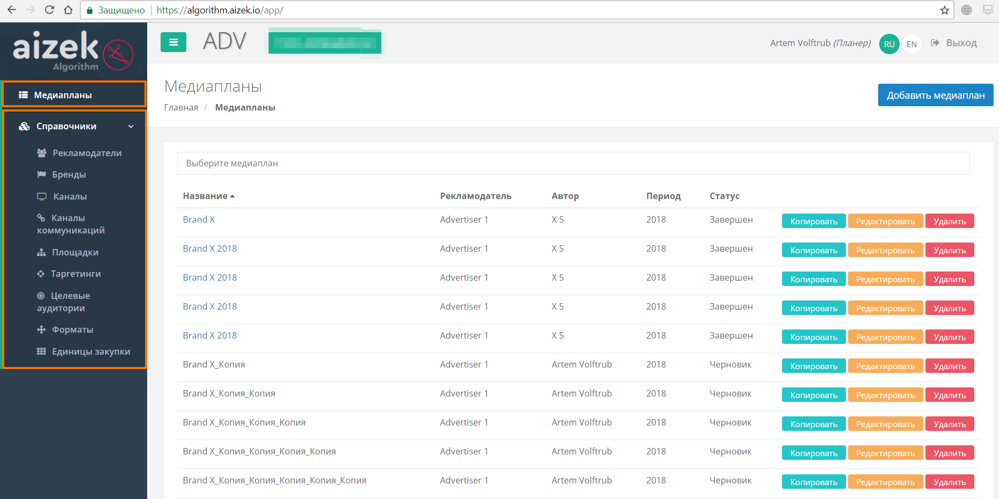 Защищено https://algorithm.aizek.io/app/
aizek
Algorithm
ADV
Artem Volftrub (Планер) RU EN Выход
Медиапланы
Справочники
Рекламодатели
Бренды
Каналы
Каналы
коммуникаций
Площадки
Таргетинги
Целевые
аудитории
Форматы
Единицы закупки
Медиапланы
Главная / Медиапланы
Добавить медиаплан
Выберите медиаплан
Название Рекламодатель Автор Период Статус
Brand X Advertiser 1 X 5 2018 Завершен Копировать Редактировать Удалить
Brand X 2018 Advertiser 1 X 5 2018 Завершен Копировать Редактировать Удалить
Brand X 2018 Advertiser 1 X 5 2018 Завершен Копировать Редактировать Удалить
Brand X 2018 Advertiser 1 X 5 2018 Завершен Копировать Редактировать Удалить
Brand X 2018 Advertiser 1 X 5 2018 Завершен Копировать Редактировать Удалить
Brand X_Копия Advertiser 1 Artem Volftrub 2018 Черновик Копировать Редактировать Удалить
Brand X_Копия_Копия Advertiser 1 Artem Volftrub 2018 Черновик Копировать Редактировать Удалить
Brand X_Копия_Копия_Копия Advertiser 1 Artem Volftrub 2018 Черновик Копировать Редактировать Удалить
Brand X_Копия_Копия_Копия_Копия Advertiser 1 Artem Volftrub 2018 Черновик Копировать Редактировать Удалить
Brand X_Копия_Копия_Копия_Копия_Копия Advertiser 1 Artem Volftrub 2018 Черновик Копировать Редактировать Удалить